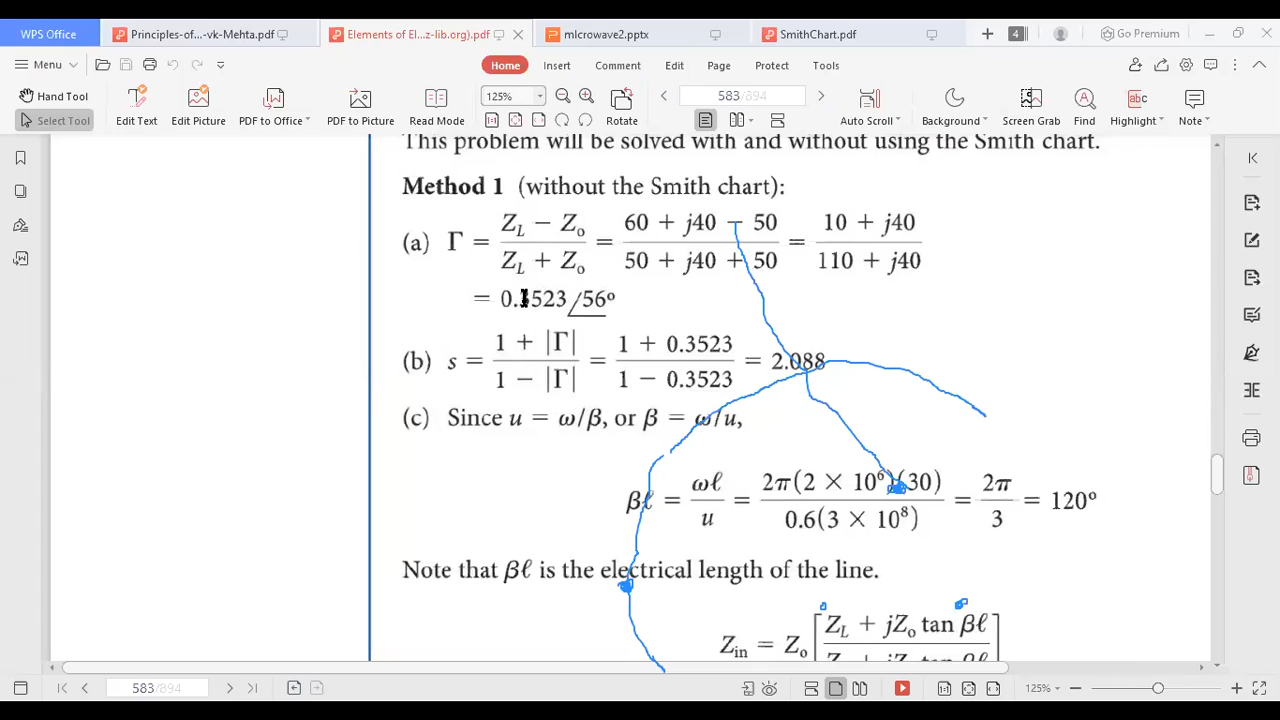 WPS Office Principles-of...-vk-Mehta.pdf Elements of El...z-lib.org).pdf mIcrowave2.pptx SmithChart.pdf 4 Go Premium
Menu Home Insert Comment Edit Page Protect Tools
Hand Tool 125% 583/894
Select Tool Edit Text Edit Picture PDF to Office PDF to Picture Read Mode Rotate Auto Scroll Background Screen Grab Find Highlight Note
This problem will be solved with and without using the Smith chart.
Method 1 (without the Smith chart):
(a) Γ = (Z_L − Z_o)/(Z_L + Z_o) = (60 + j40 − 50)/(50 + j40 + 50) = (10 + j40)/(110 + j40)
= 0.3523 /56º
(b) s = (1 + |Γ|)/(1 − |Γ|) = (1 + 0.3523)/(1 − 0.3523) = 2.088
(c) Since u = ω/β, or β = ω/u,
βℓ = ωℓ/u = 2π(2 × 10⁶)(30)/0.6(3 × 10⁸) = 2π/3 = 120º
Note that βℓ is the electrical length of the line.
Z_in = Z_o [Z_L + jZ_o tan βℓ
583/894 125%